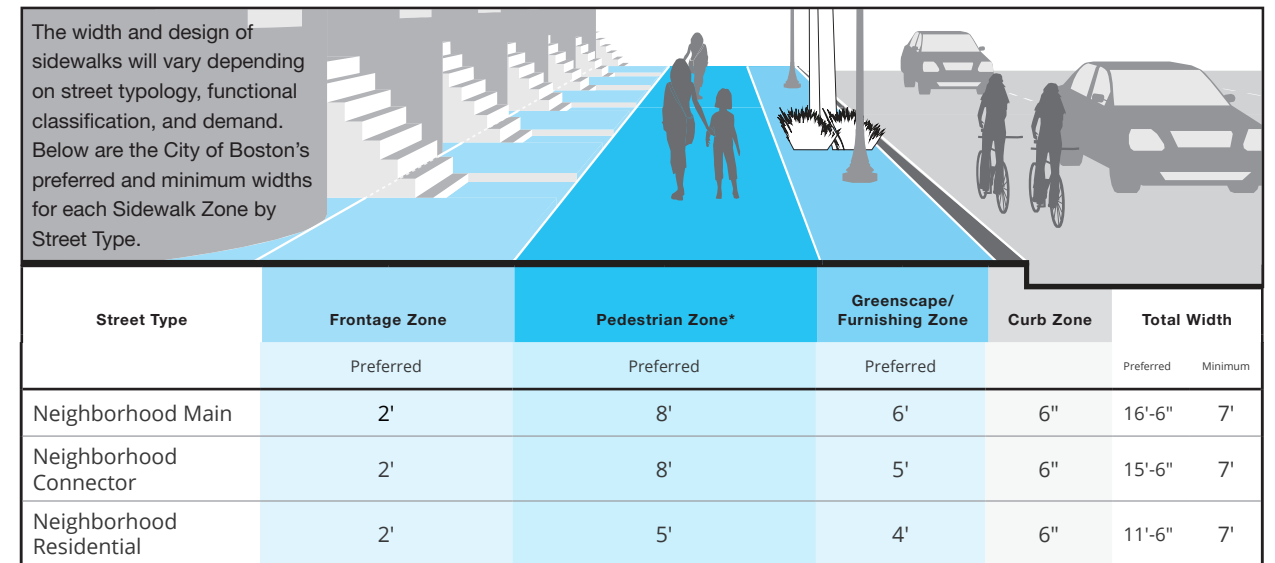 The width and design of
sidewalks will vary depending
on street typology, functional
classification, and demand.
Below are the City of Boston's
preferred and minimum widths
for each Sidewalk Zone by
Street Type.
Street Type Frontage Zone Pedestrian Zone* Greenscape/
Furnishing Zone Curb Zone Total Width
Preferred Preferred Preferred Preferred Minimum
Neighborhood Main 2' 8' 6' 6" 16'-6" 7'
Neighborhood
Connector 2' 8' 5' 6" 15'-6" 7'
Neighborhood
Residential 2' 5' 4' 6" 11'-6" 7'